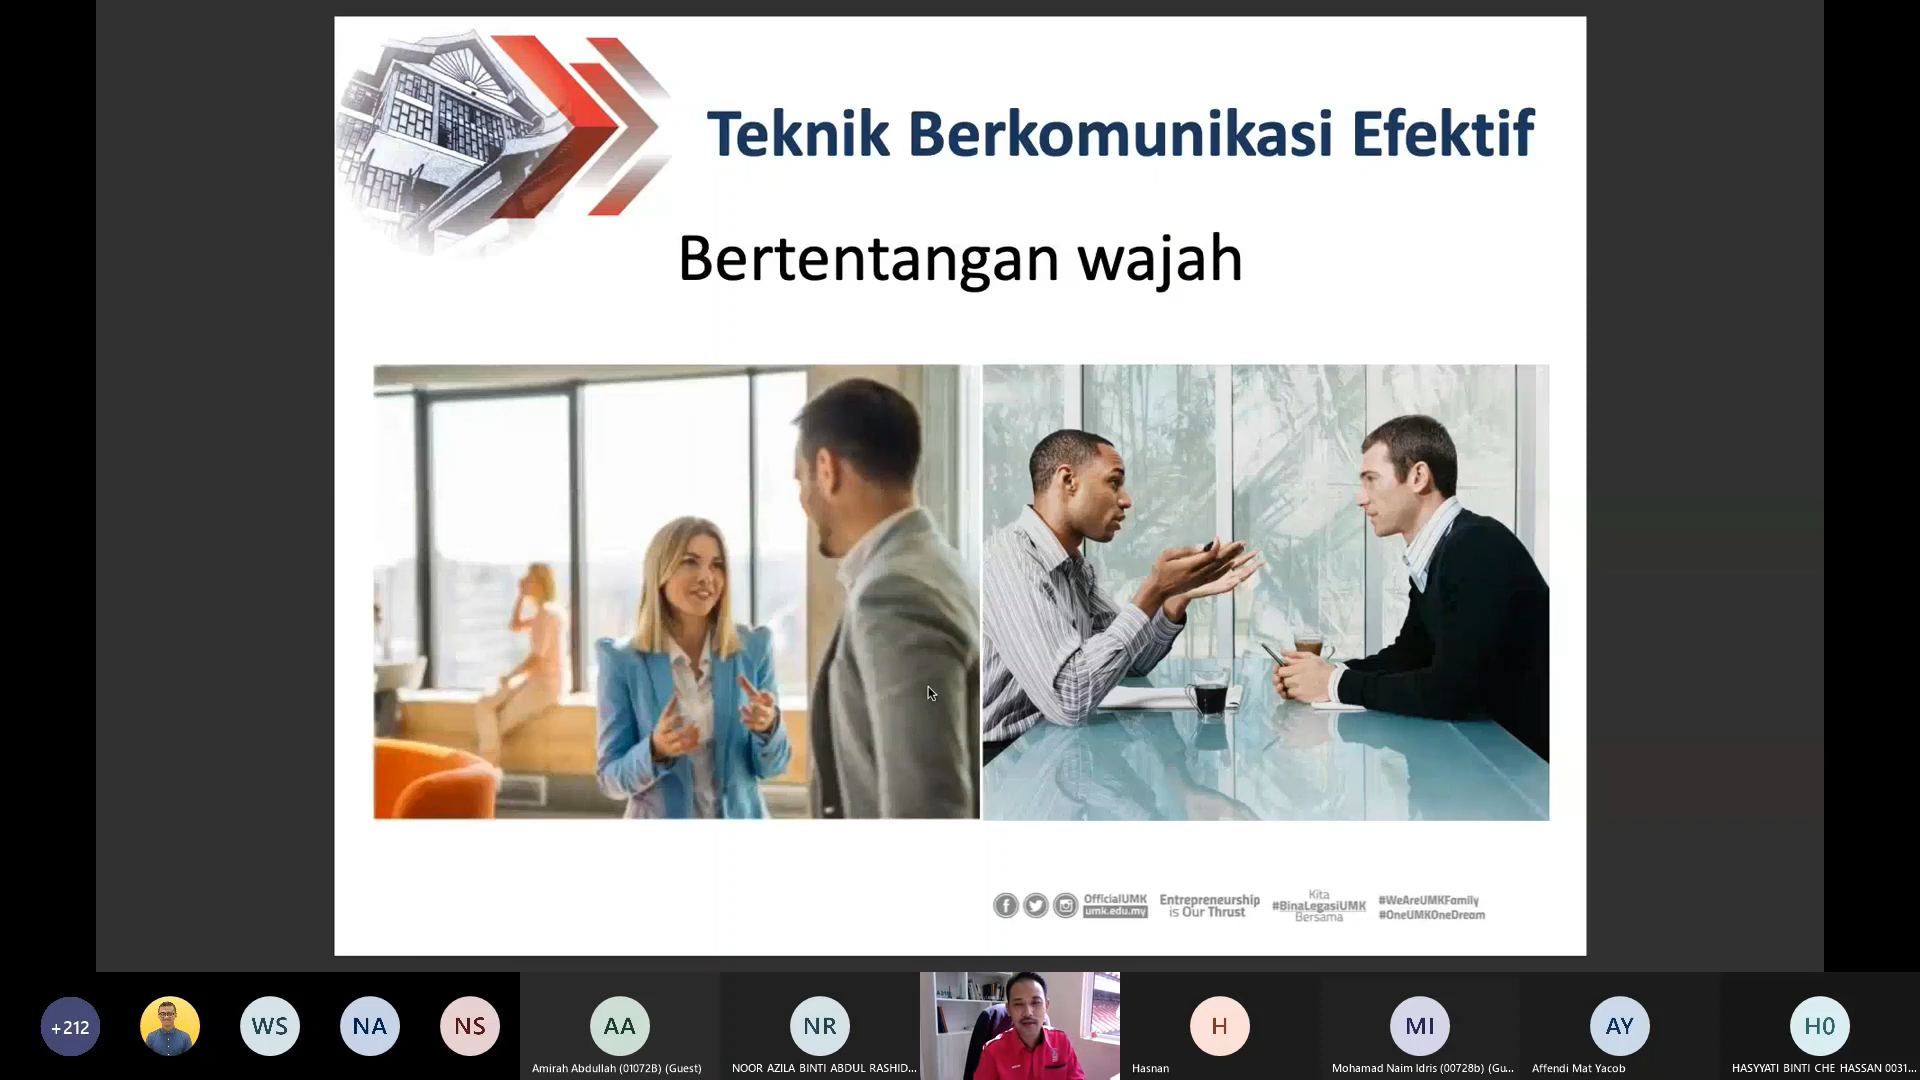 Teknik Berkomunikasi Efektif
Bertentangan wajah
OfficialUMK
umk.edu.my
Entrepreneurship
is Our Thrust
Kita
#BinaLegasiUMK
Bersama
#WeAreUMKFamily
#OneUMKOneDream
+212
WS
NA
NS
AA
NR
H
MI
AY
H0
Amirah Abdullah (01072B) (Guest)
NOOR AZILA BINTI ABDUL RASHID...
Hasnan
Mohamad Naim Idris (00728b) (Gu...
Affendi Mat Yacob
HASYYATI BINTI CHE HASSAN 0031...